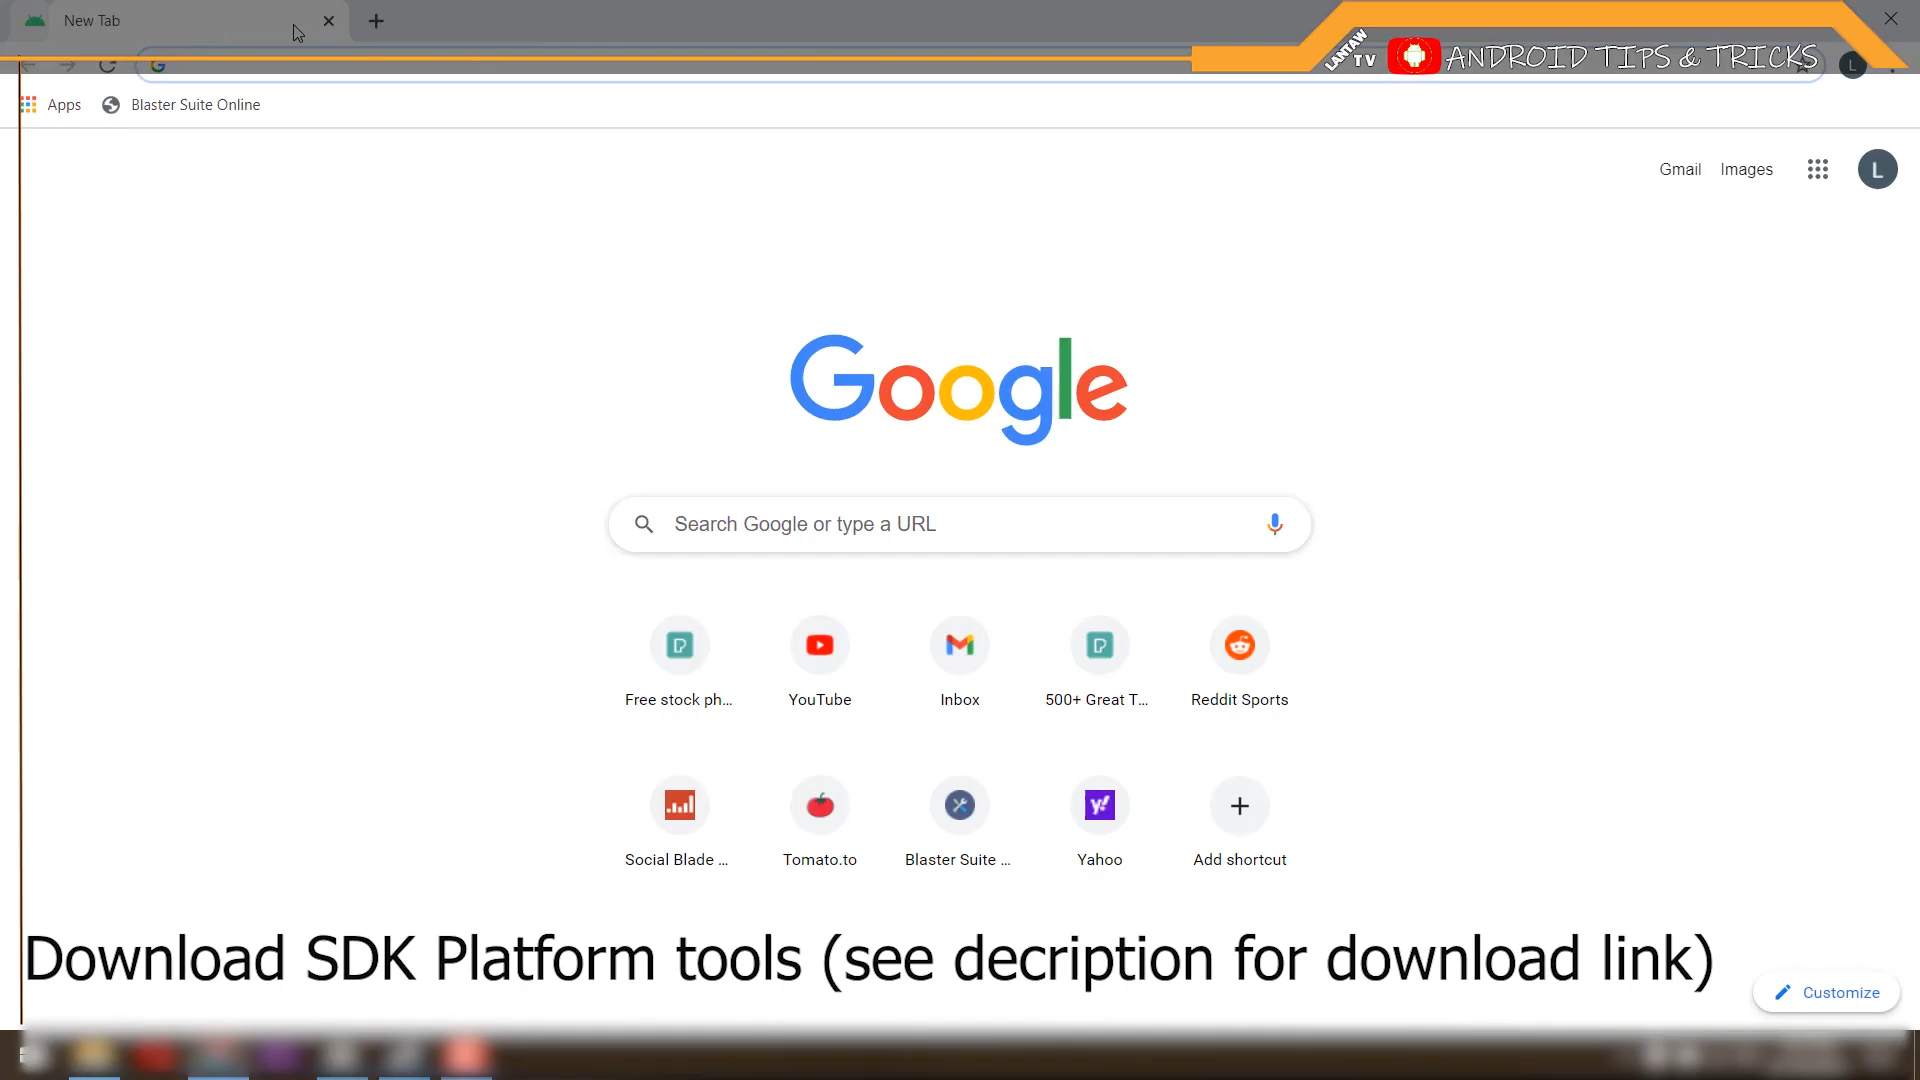 New Tab
LANTAW TV ANDROID TIPS & TRICKS
L
Apps Blaster Suite Online
Gmail Images L
Google
Search Google or type a URL
Free stock ph... YouTube Inbox 500+ Great T... Reddit Sports
Social Blade ... Tomato.to Blaster Suite ... Yahoo Add shortcut
Download SDK Platform tools (see decription for download link)
Customize